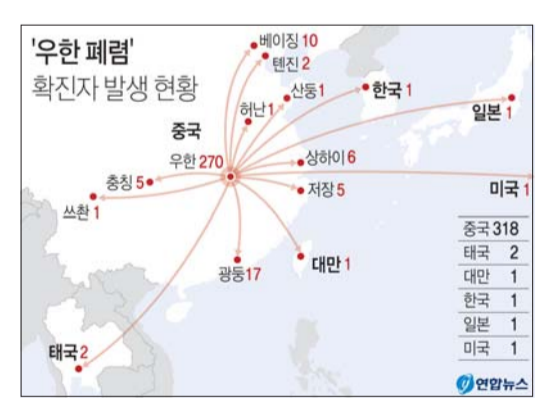 '우한 폐렴'
확진자 발생 현황
베이징 10
톈진 2
산둥 1
한국 1
허난 1
일본 1
중국
우한 270
상하이 6
충칭 5
저장 5
미국 1
쓰촨 1
광둥 17
대만 1
태국 2
중국 318
태국 2
대만 1
한국 1
일본 1
미국 1
연합뉴스